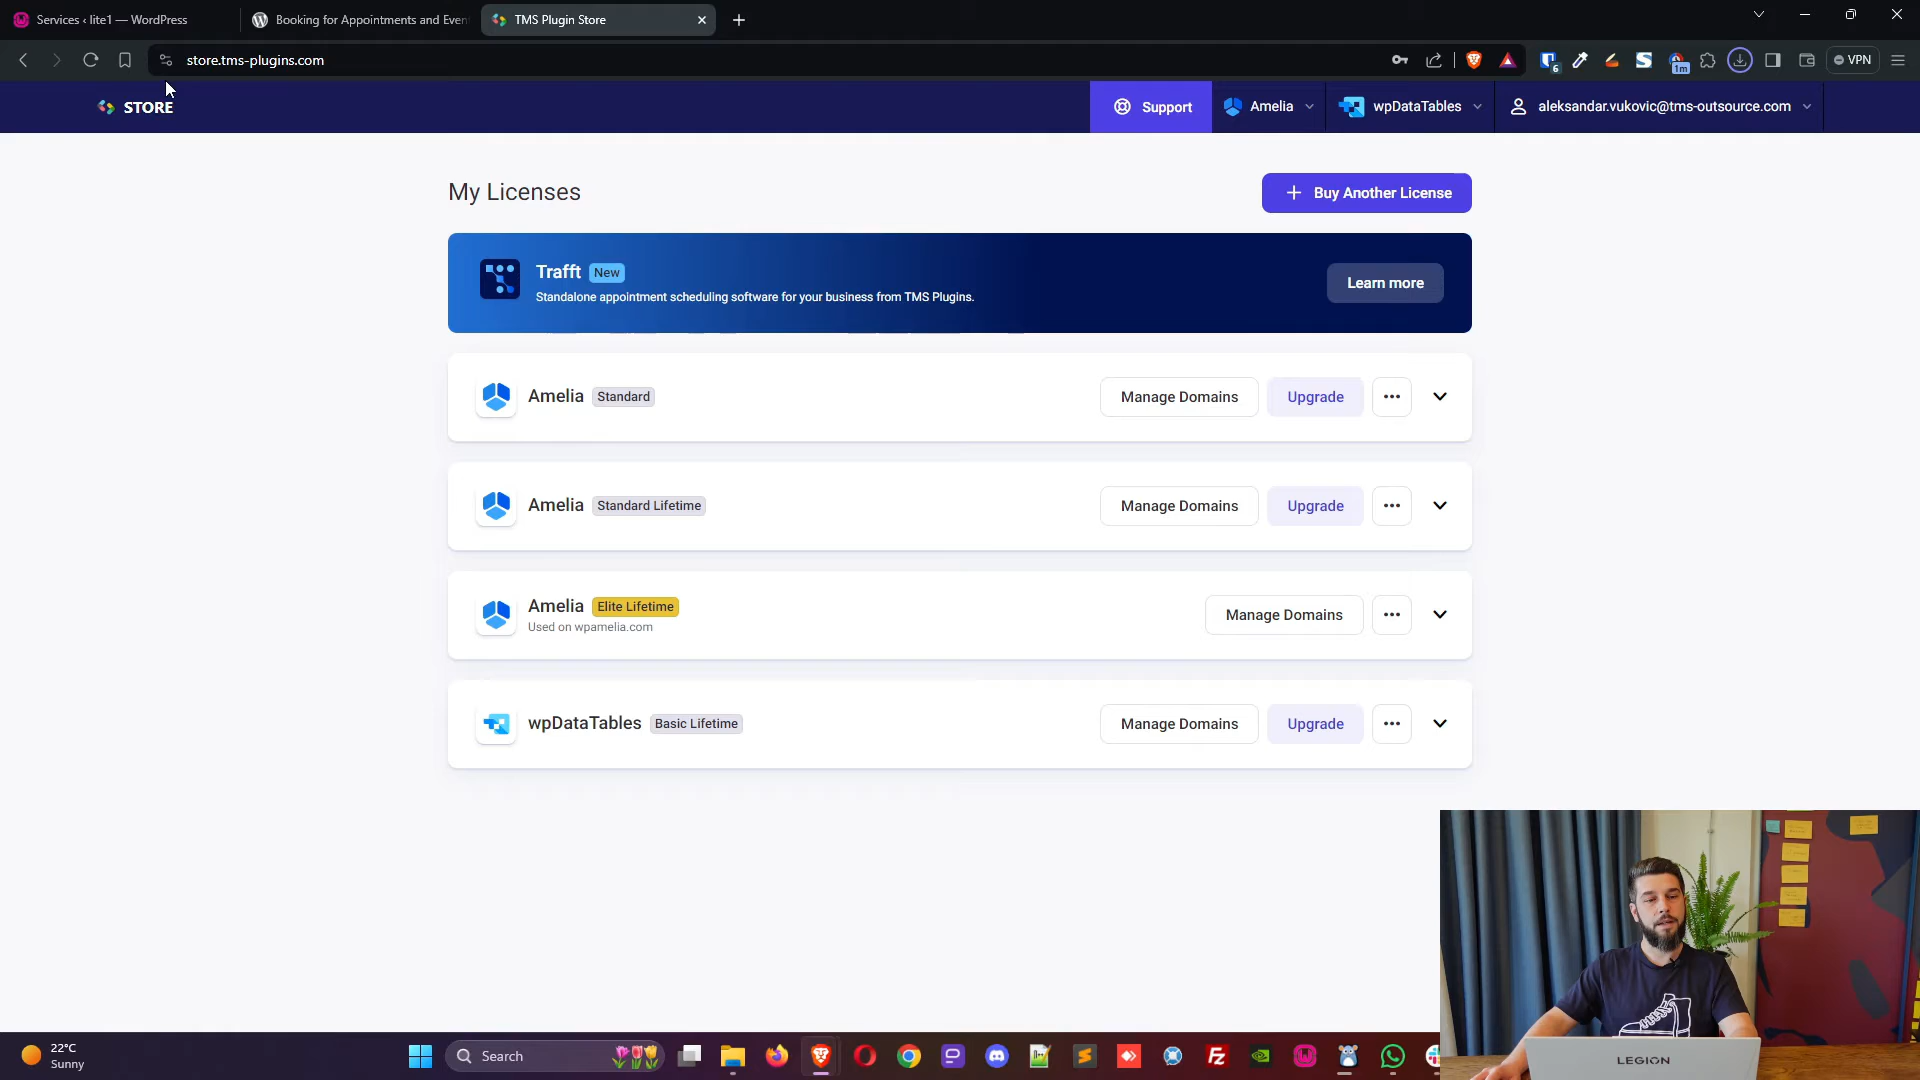 Services ‹ lite1 — WordPress
Booking for Appointments and Even
TMS Plugin Store
store.tms-plugins.com
6
1m
VPN
STORE
Support
Amelia
wpDataTables
aleksandar.vukovic@tms-outsource.com
My Licenses
Buy Another License
Trafft New
Standalone appointment scheduling software for your business from TMS Plugins.
Learn more
Amelia Standard
Manage Domains
Upgrade
Amelia Standard Lifetime
Manage Domains
Upgrade
Amelia Elite Lifetime
Used on wpamelia.com
Manage Domains
wpDataTables Basic Lifetime
Manage Domains
Upgrade
22°C
Sunny
Search
LEGION